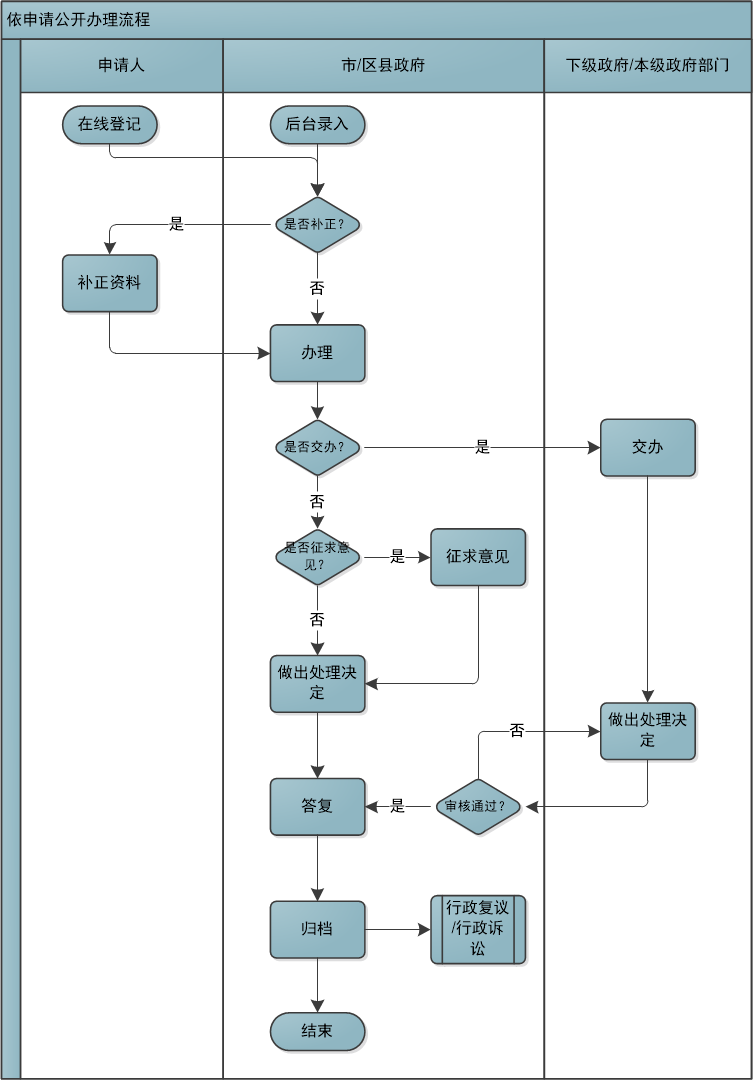 依申请公开办理流程
申请人
市/区县政府
下级政府/本级政府部门
在线登记
后台录入
是否补正？
是
补正资料
否
办理
是否交办？
是
交办
否
是否征求意
见？
是
征求意见
否
做出处理决
定
做出处理决
定
否
审核通过？
是
答复
归档
行政复议
/行政诉
讼
结束